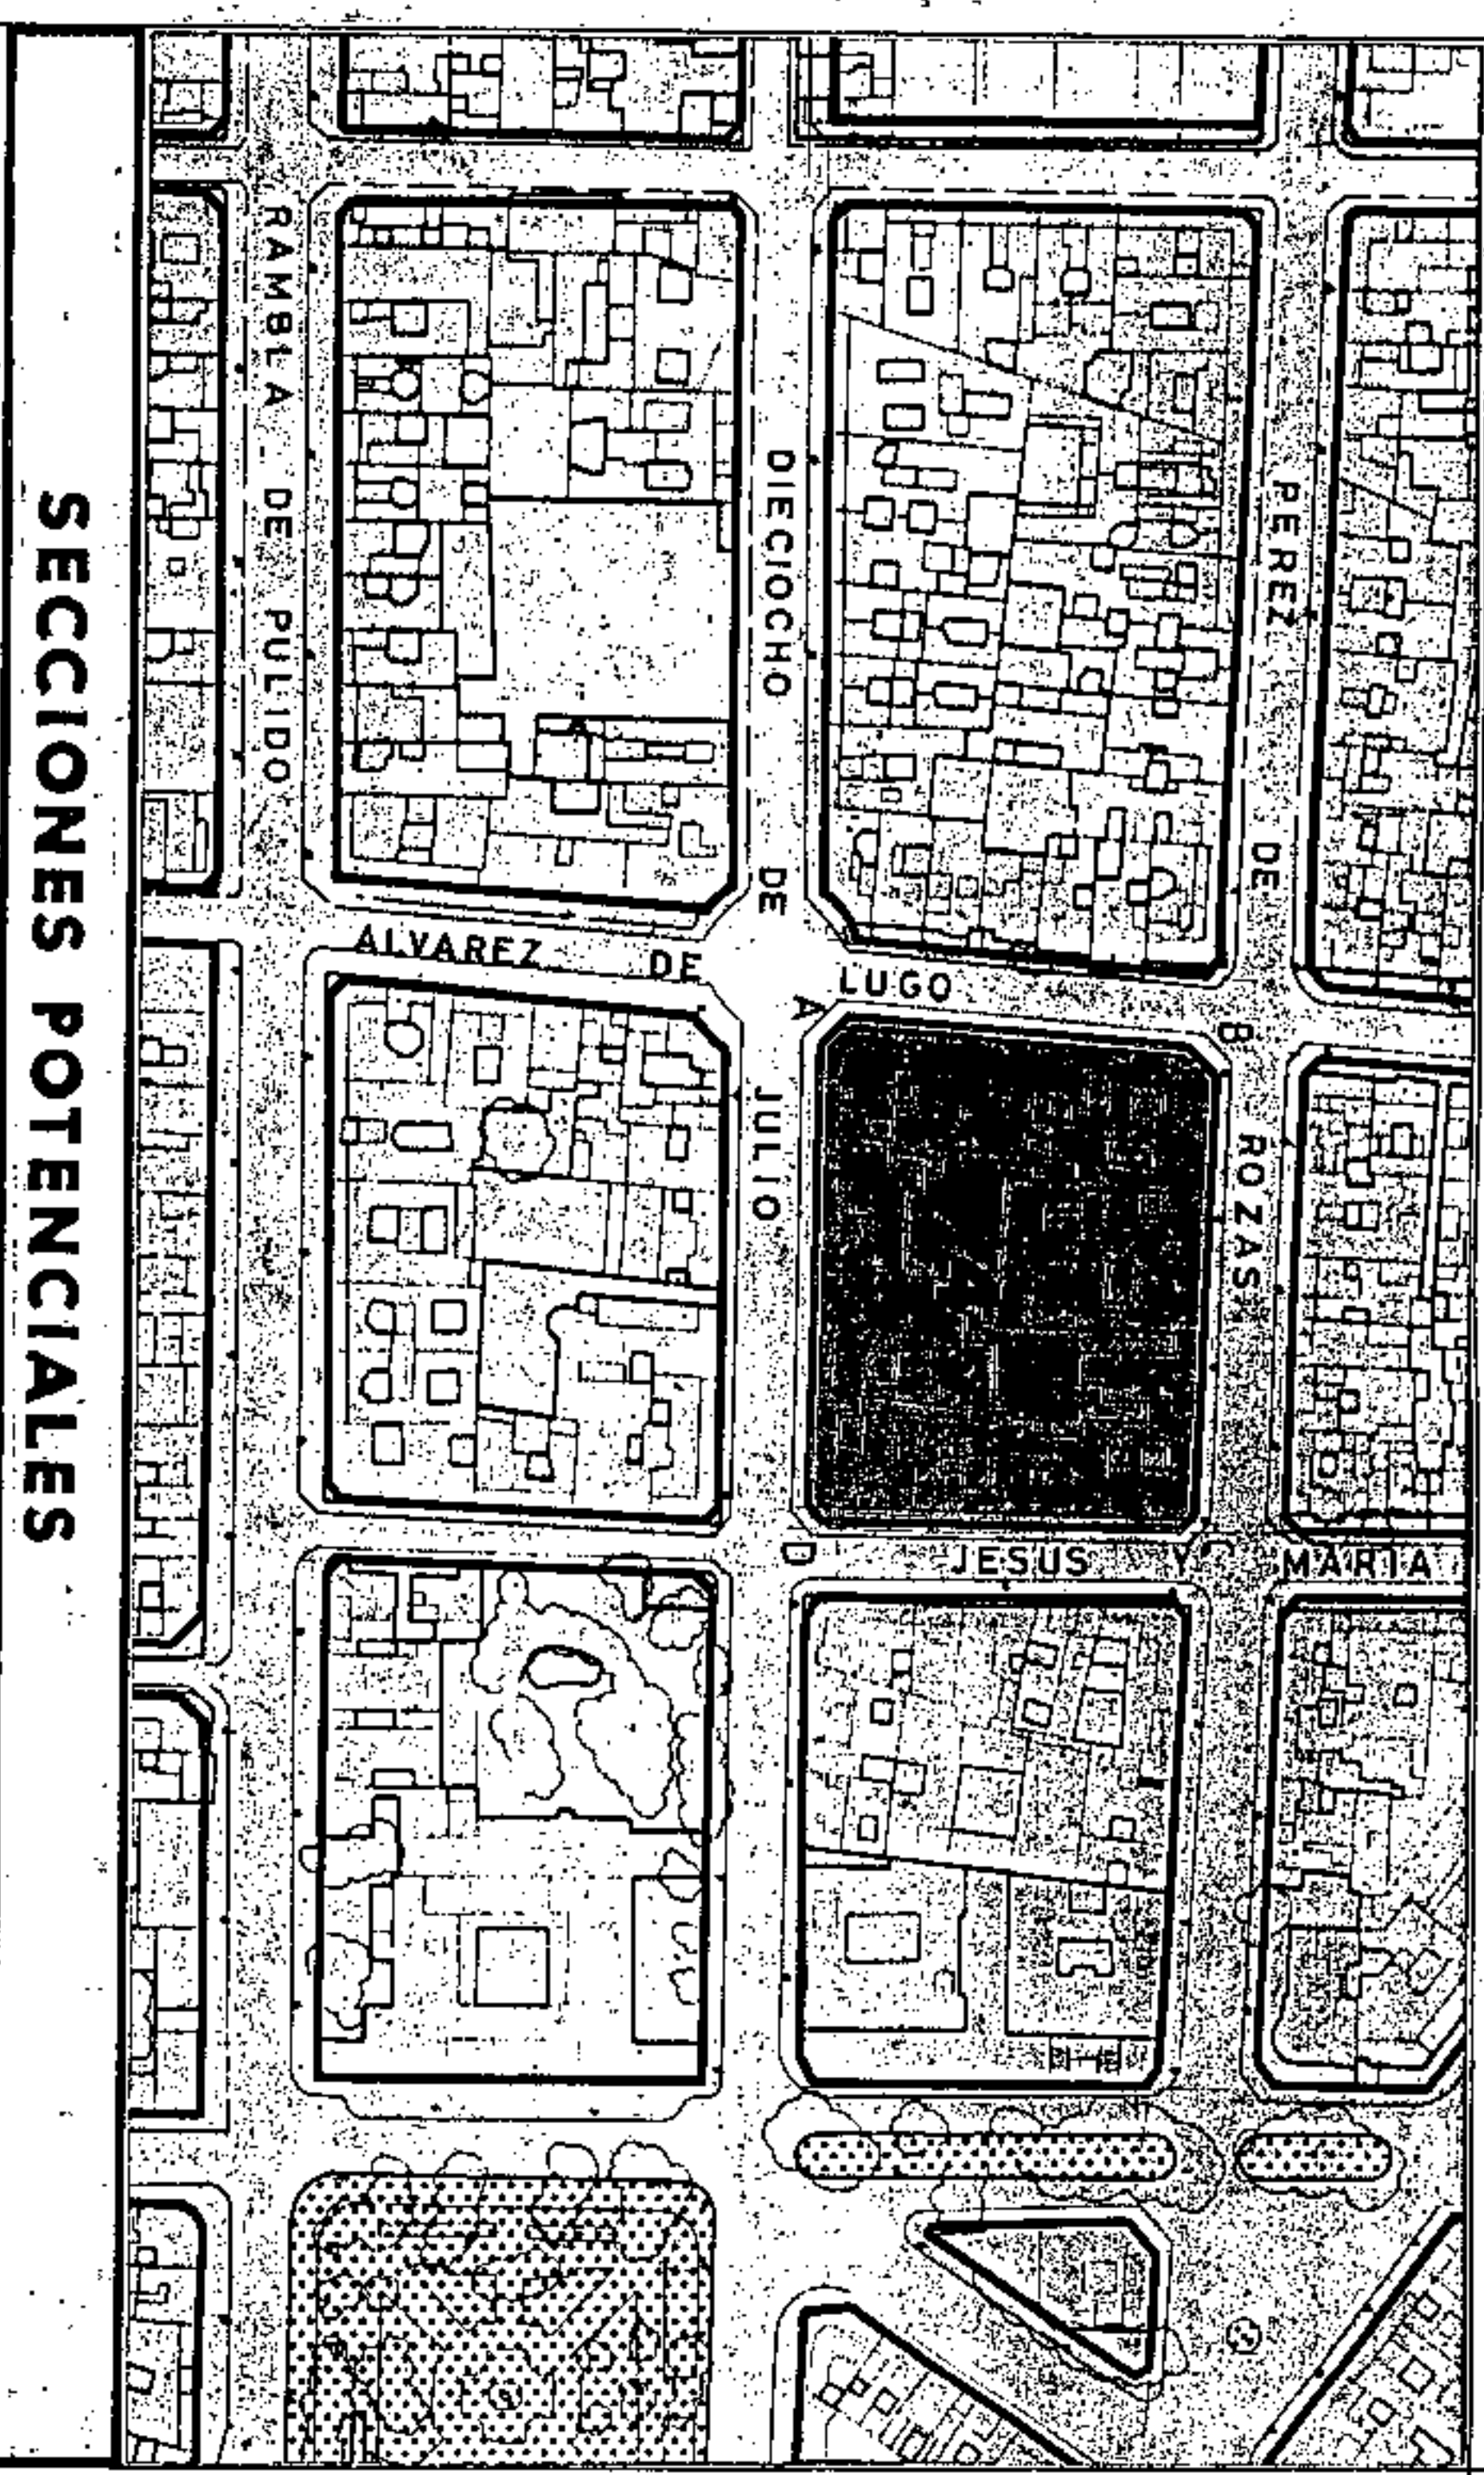 SECCIONES POTENCIALES
RAMBLA DE PULIDO
DIECIOCHO DE JULIO
PEREZ DE ROZAS
ALVAREZ DE LUGO
A
B
D
JESUS Y MARIA